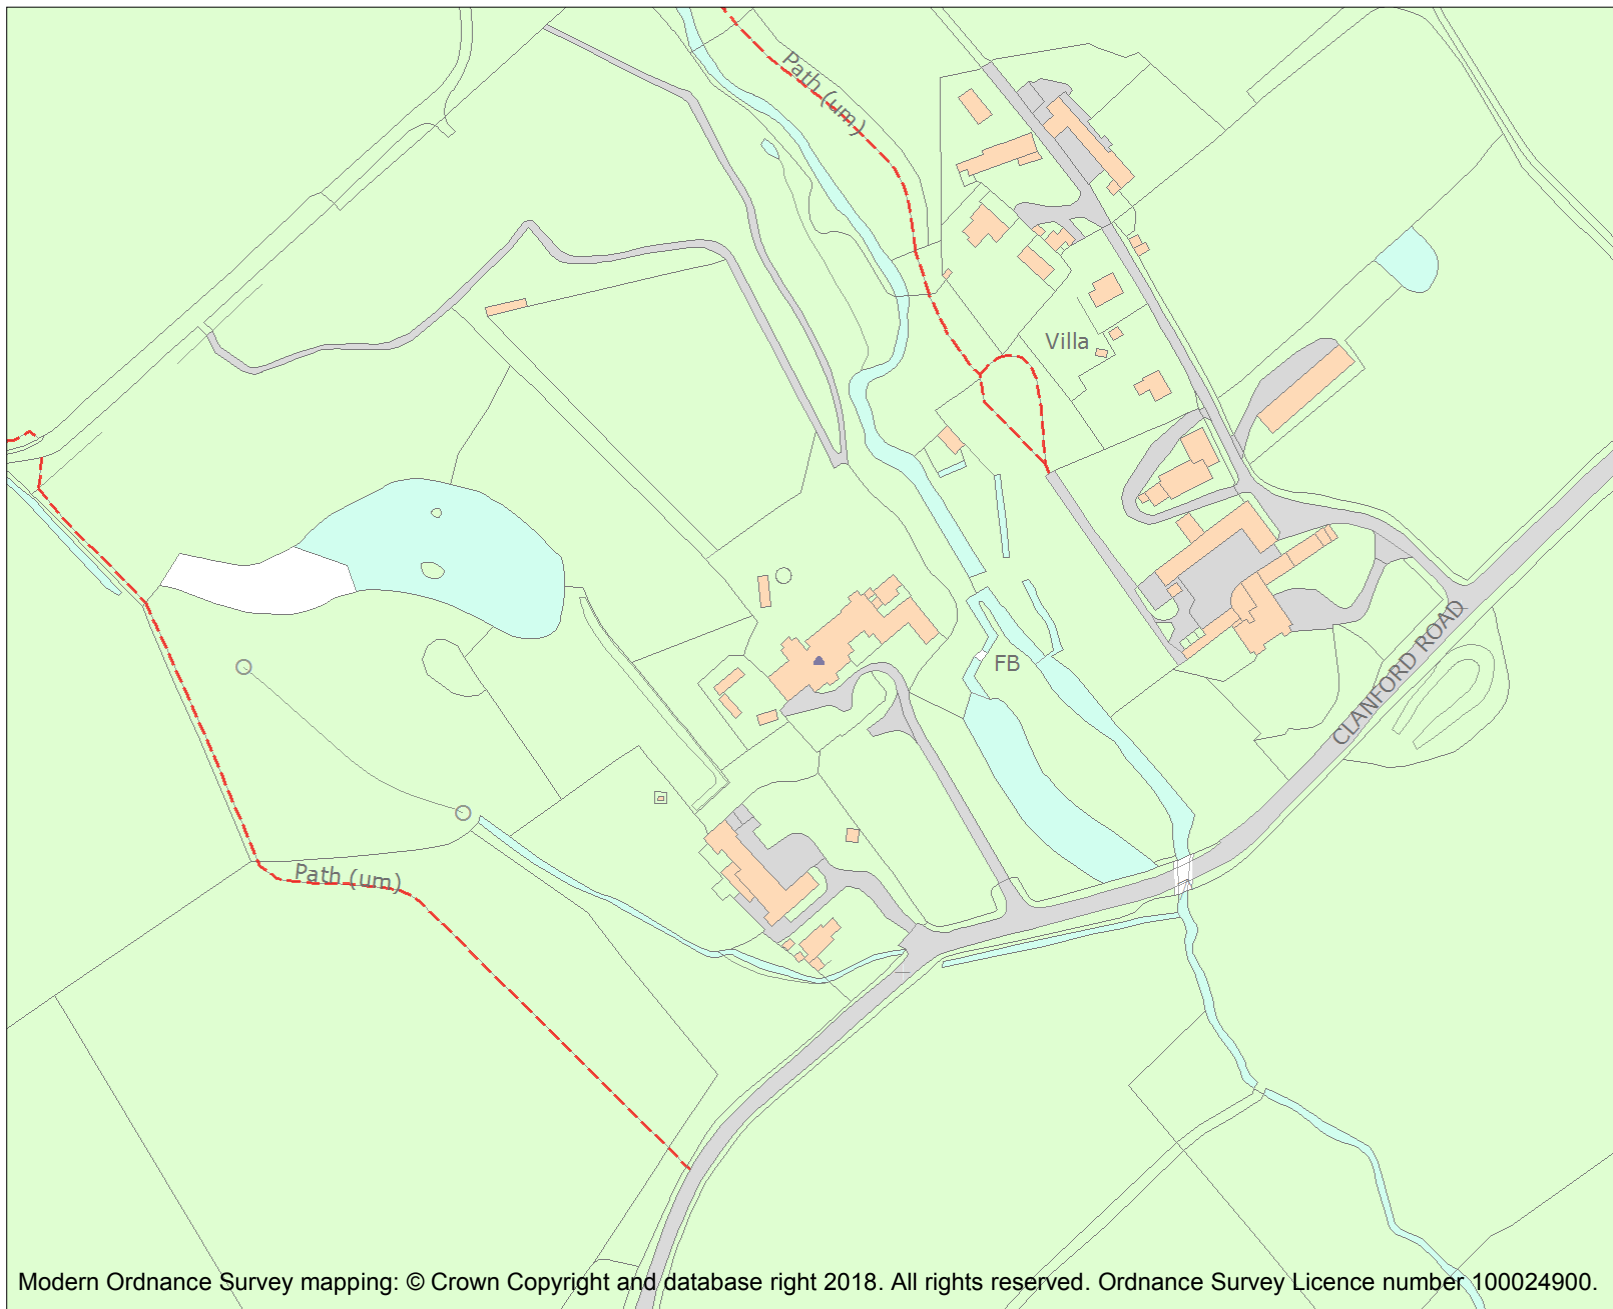 Path (um)
Villa
FB
CLANFORD ROAD
Path (um)
Modern Ordnance Survey mapping: © Crown Copyright and database right 2018. All rights reserved. Ordnance Survey Licence number 100024900.